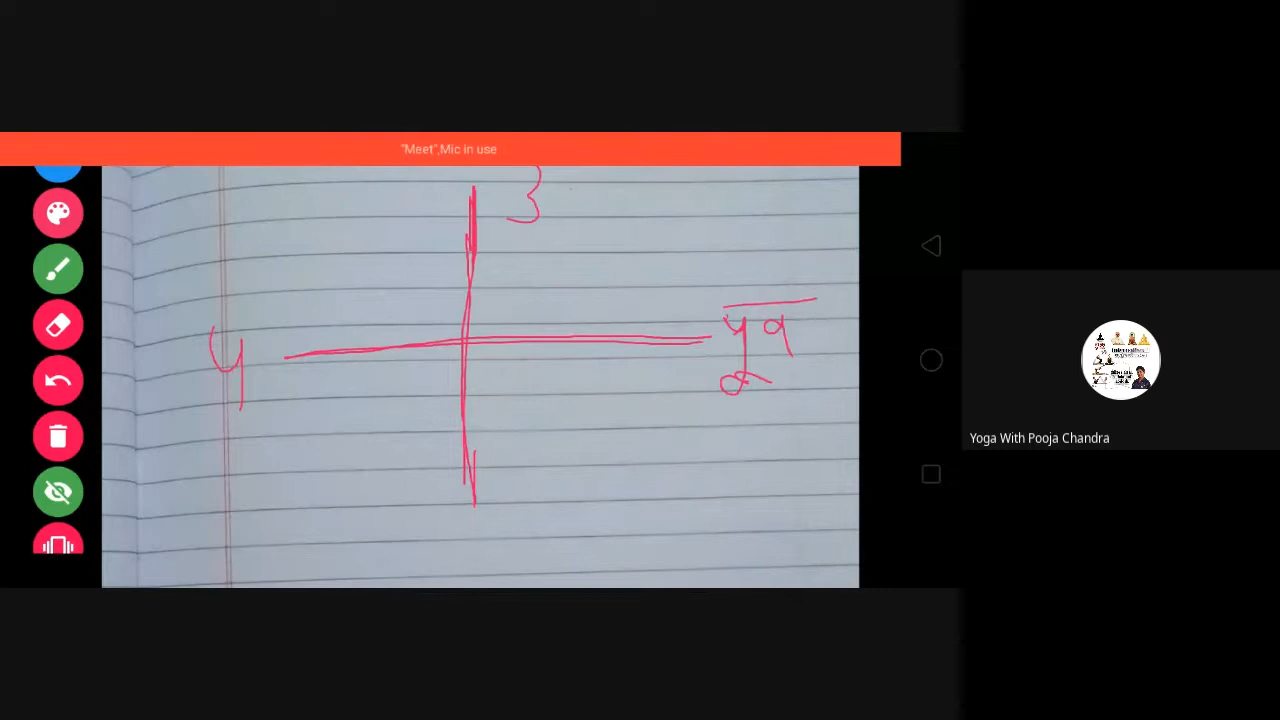 "Meet",Mic in use
उ
प पूव
Yoga With Pooja Chandra